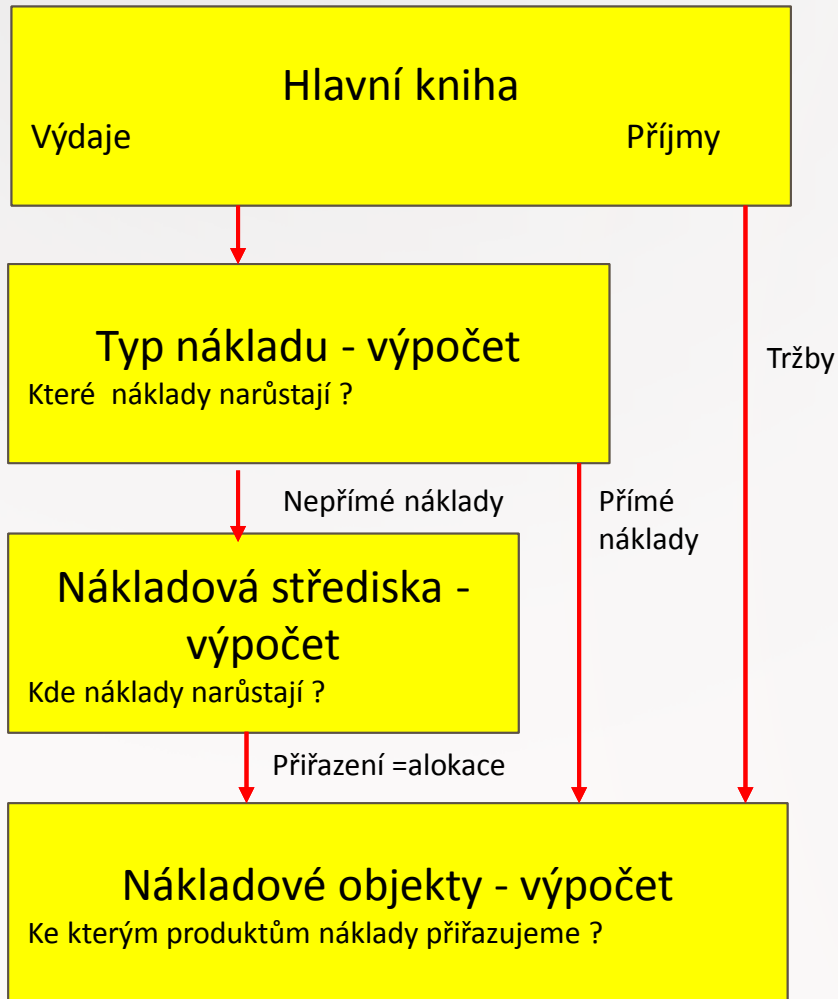 Hlavní kniha
Výdaje Příjmy
Typ nákladu - výpočet
Které náklady narůstají ?
Tržby
Nepřímé náklady
Přímé
náklady
Nákladová střediska -
výpočet
Kde náklady narůstají ?
Přiřazení =alokace
Nákladové objekty - výpočet
Ke kterým produktům náklady přiřazujeme ?